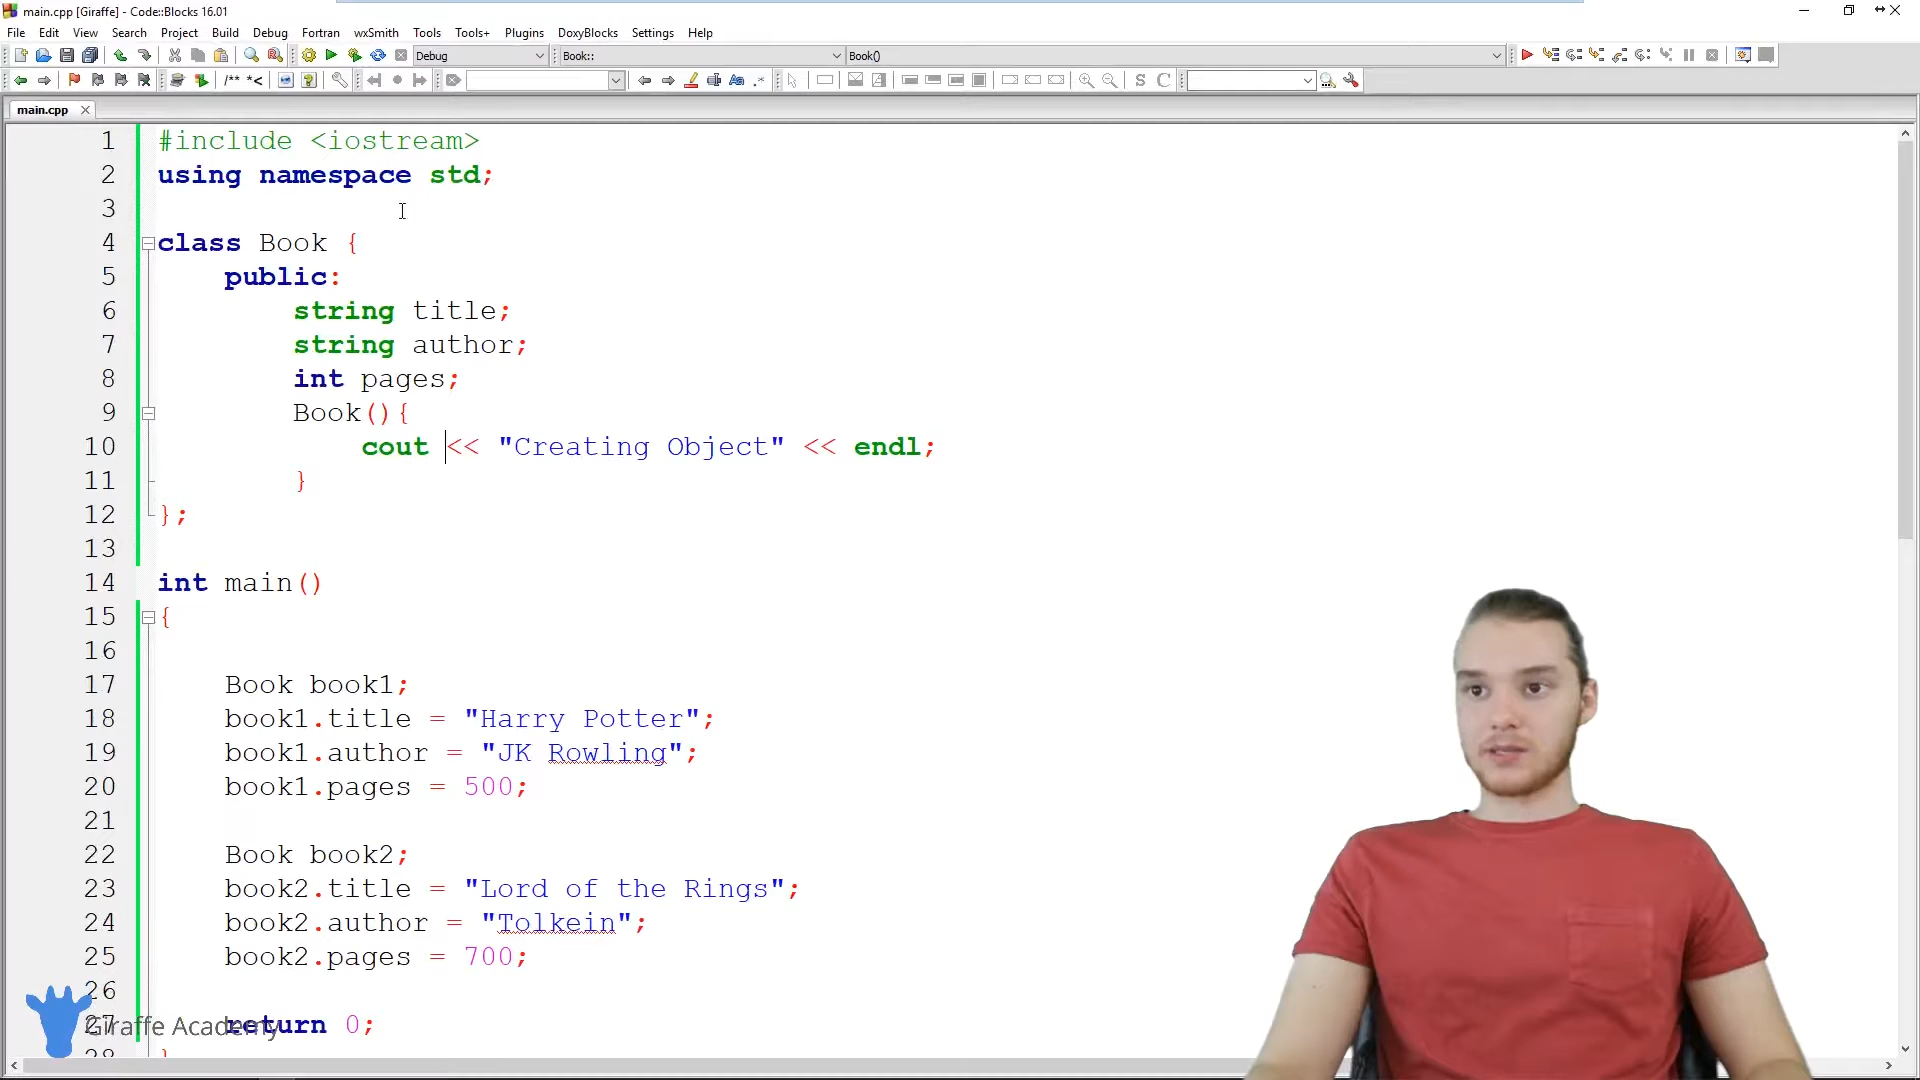 main.cpp [Giraffe] - Code::Blocks 16.01
File Edit View Search Project Build Debug Fortran wxSmith Tools Tools+ Plugins DoxyBlocks Settings Help
Debug Book:: Book()
/** *< Aa .* S C
main.cpp
1 #include <iostream>
2 using namespace std;
3
4 class Book {
5 public:
6 string title;
7 string author;
8 int pages;
9 Book(){
10 cout << "Creating Object" << endl;
11 }
12 };
13
14 int main()
15 {
16
17 Book book1;
18 book1.title = "Harry Potter";
19 book1.author = "JK Rowling";
20 book1.pages = 500;
21
22 Book book2;
23 book2.title = "Lord of the Rings";
24 book2.author = "Tolkein";
25 book2.pages = 700;
26
27 return 0;
28 }
Giraffe Academy